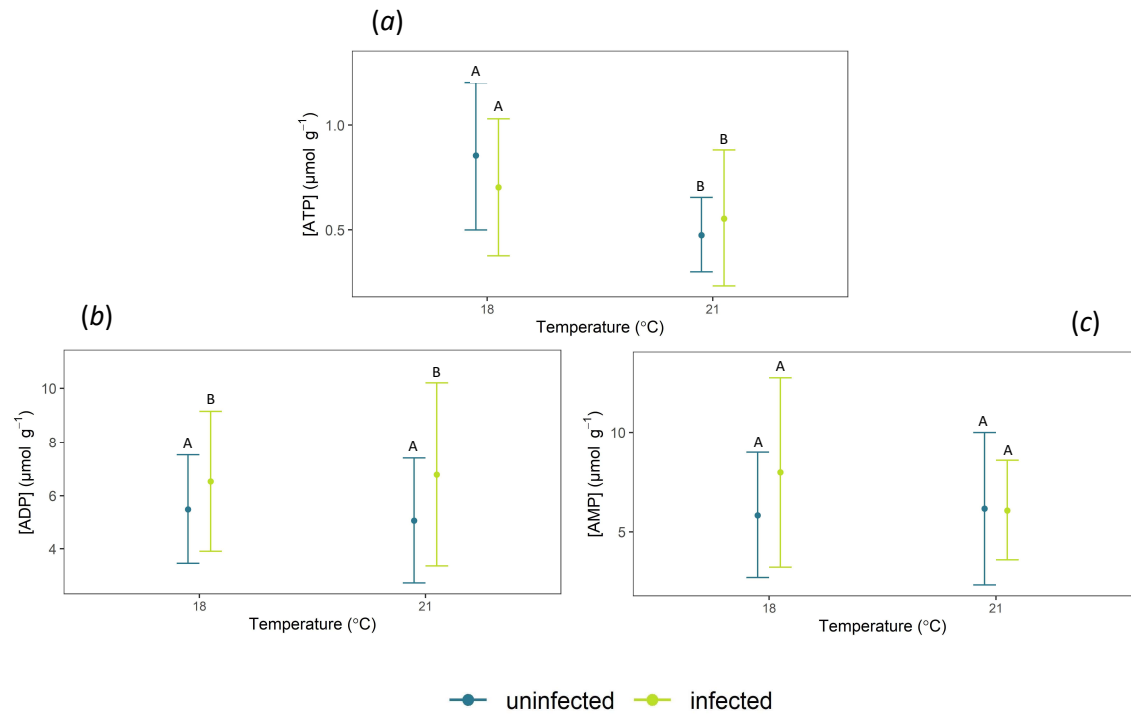 (a)
A
A
B
B
1.0
0.5
[ATP] (µmol g⁻¹)
18
21
Temperature (°C)
(b)
A
B
A
B
10
8
6
4
[ADP] (µmol g⁻¹)
18
21
Temperature (°C)
(c)
A
A
A
A
10
5
[AMP] (µmol g⁻¹)
18
21
Temperature (°C)
uninfected infected